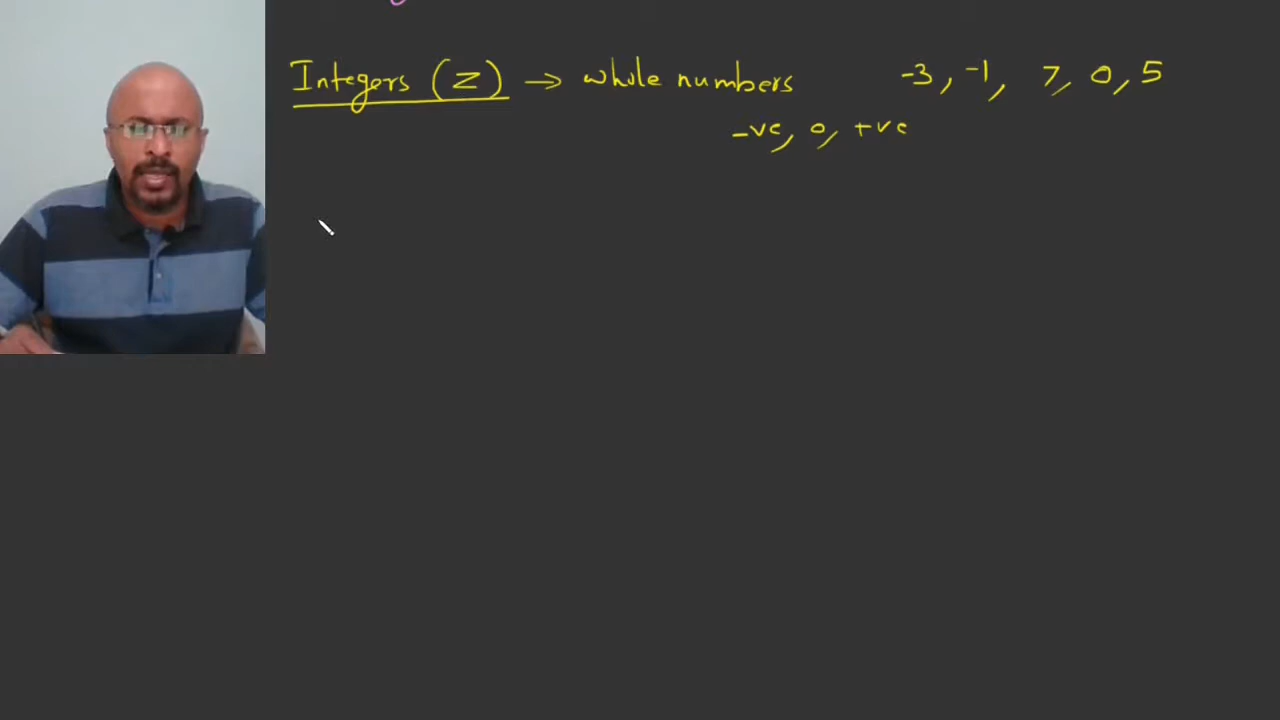 Integers (Z) → whole numbers -3, -1, 7, 0, 5
-ve, 0, +ve